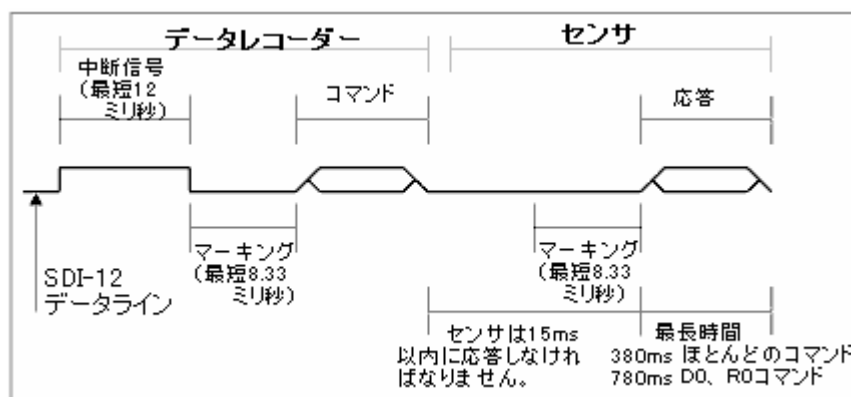 データレコーダー
センサ
中断信号
(最短12
ミリ秒)
コマンド
応答
マーキング
(最短8.33
ミリ秒)
マーキング
(最短8.33
ミリ秒)
SDI-12
データライン
センサは15ms
以内に応答しなけれ
ばなりません。
最長時間
380ms ほとんどのコマンド
780ms D0、R0コマンド